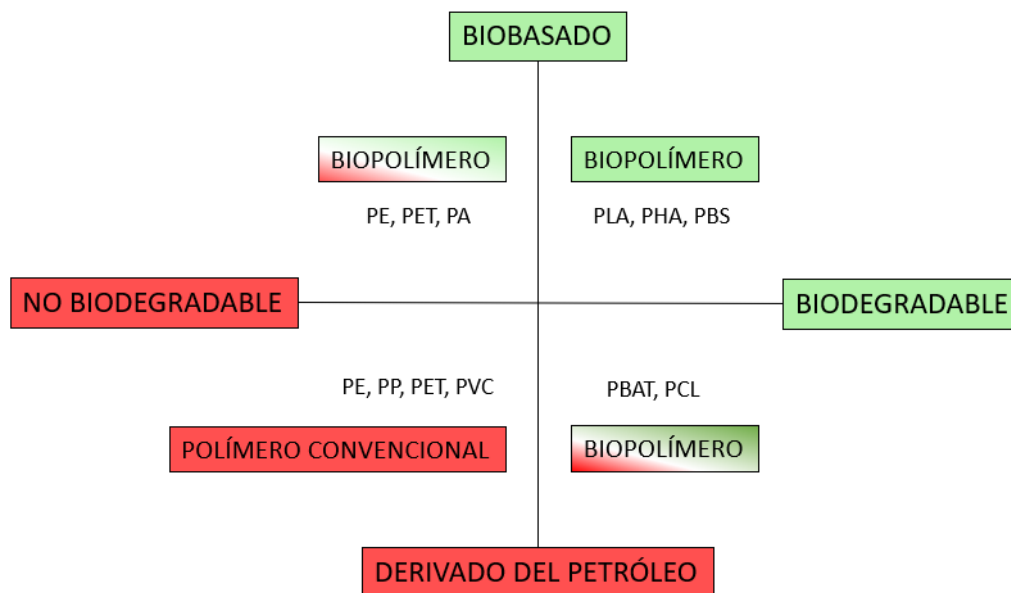 BIOBASADO
BIOPOLÍMERO
BIOPOLÍMERO
PE, PET, PA
PLA, PHA, PBS
NO BIODEGRADABLE
BIODEGRADABLE
PE, PP, PET, PVC
PBAT, PCL
POLÍMERO CONVENCIONAL
BIOPOLÍMERO
DERIVADO DEL PETRÓLEO